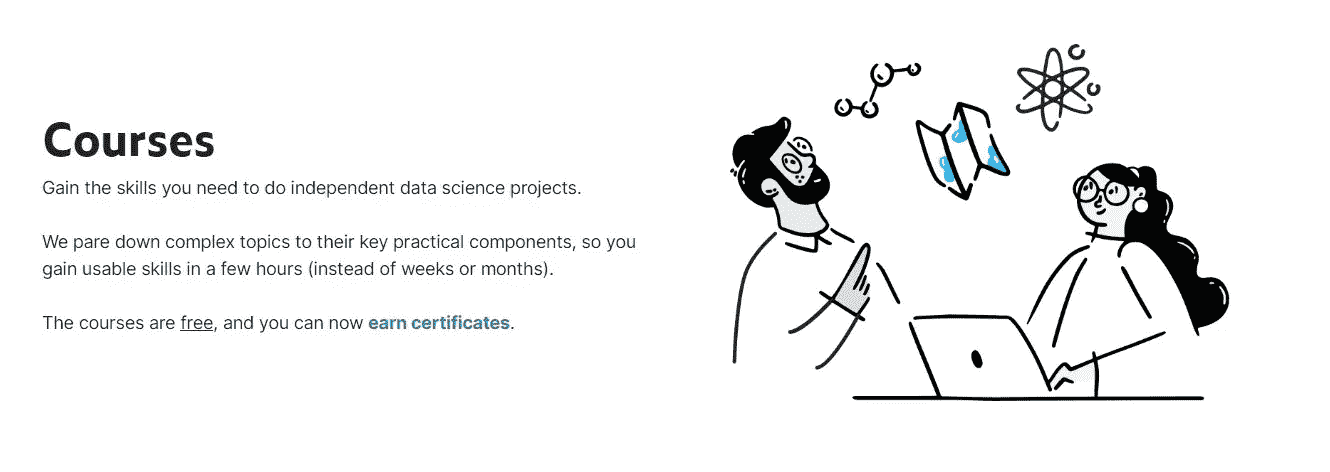 Courses
Gain the skills you need to do independent data science projects.
We pare down complex topics to their key practical components, so you
gain usable skills in a few hours (instead of weeks or months).
The courses are free, and you can now earn certificates.